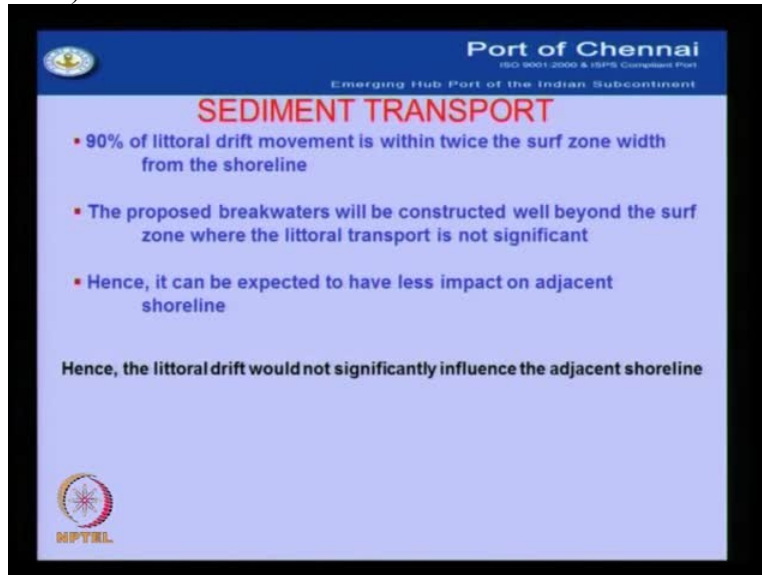 Port of Chennai
ISO 9001:2000 & ISPS Compliant Port
Emerging Hub Port of the Indian Subcontinent
SEDIMENT TRANSPORT
▪ 90% of littoral drift movement is within twice the surf zone width
from the shoreline
▪ The proposed breakwaters will be constructed well beyond the surf
zone where the littoral transport is not significant
▪ Hence, it can be expected to have less impact on adjacent
shoreline
Hence, the littoral drift would not significantly influence the adjacent shoreline
NPTEL